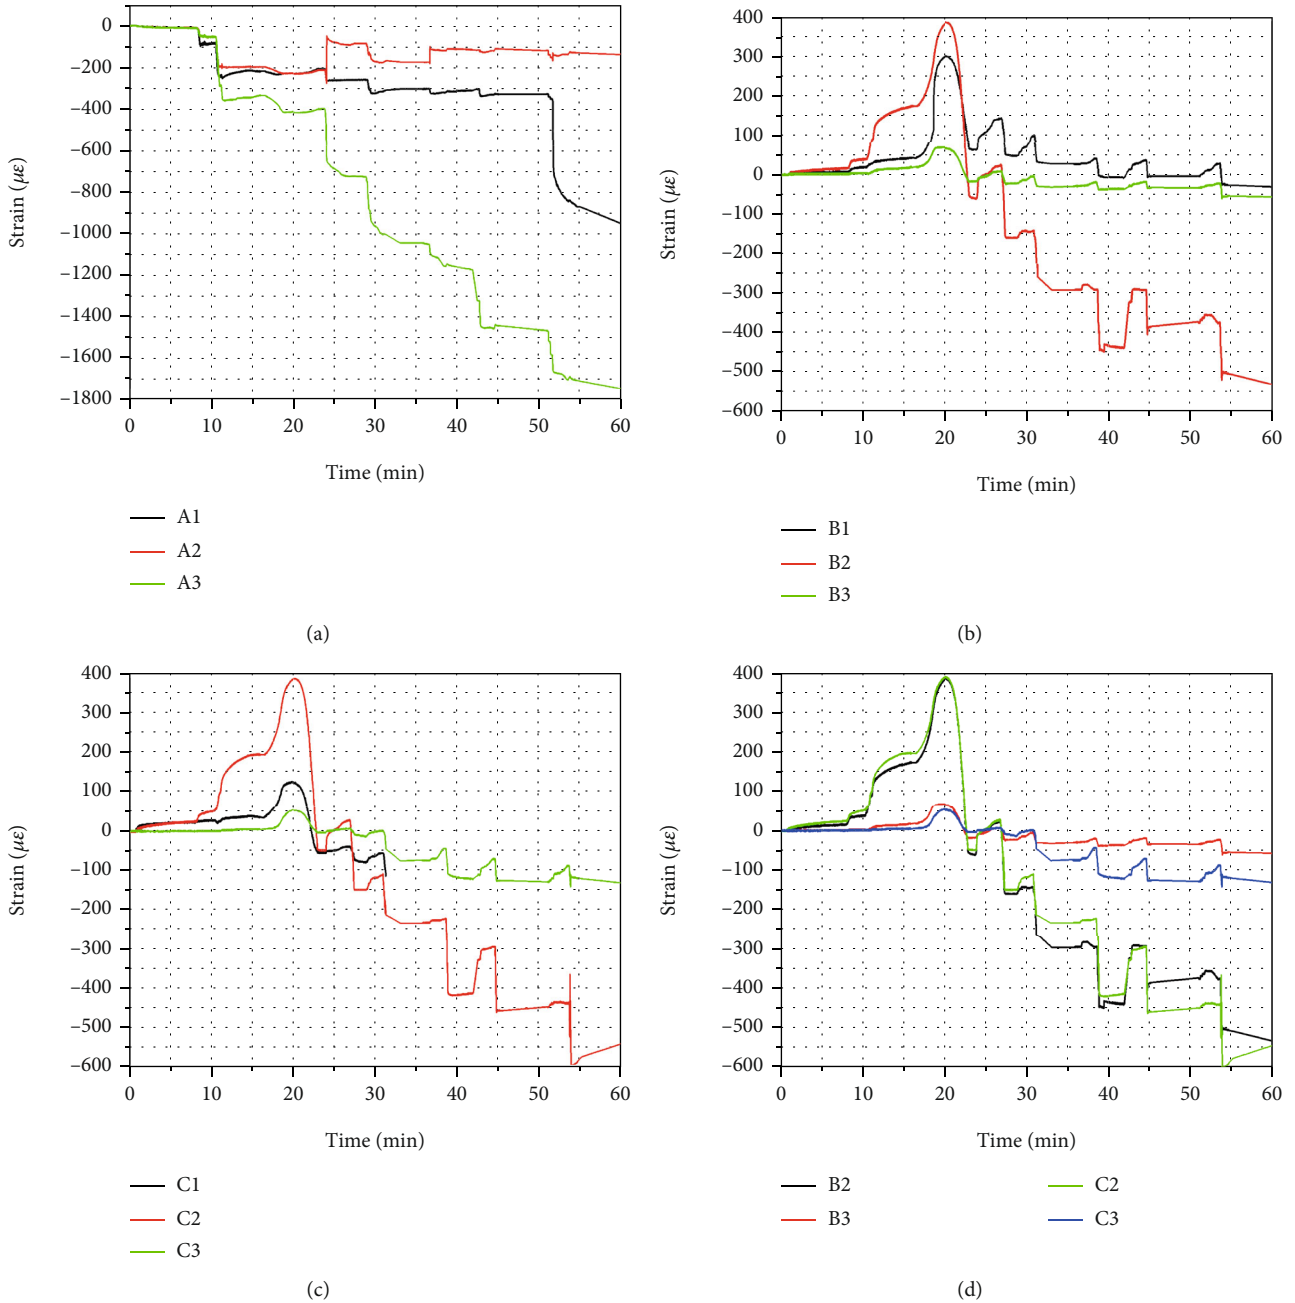 0
−200
−400
−600
−800
−1000
−1200
−1400
−1600
−1800
Strain (με)
0 10 20 30 40 50 60
Time (min)
A1
A2
A3
(a)
400
300
200
100
0
−100
−200
−300
−400
−500
−600
Strain (με)
0 10 20 30 40 50 60
Time (min)
B1
B2
B3
(b)
400
300
200
100
0
−100
−200
−300
−400
−500
−600
Strain (με)
0 10 20 30 40 50 60
Time (min)
C1
C2
C3
(c)
400
300
200
100
0
−100
−200
−300
−400
−500
−600
Strain (με)
0 10 20 30 40 50 60
Time (min)
B2 C2
B3 C3
(d)